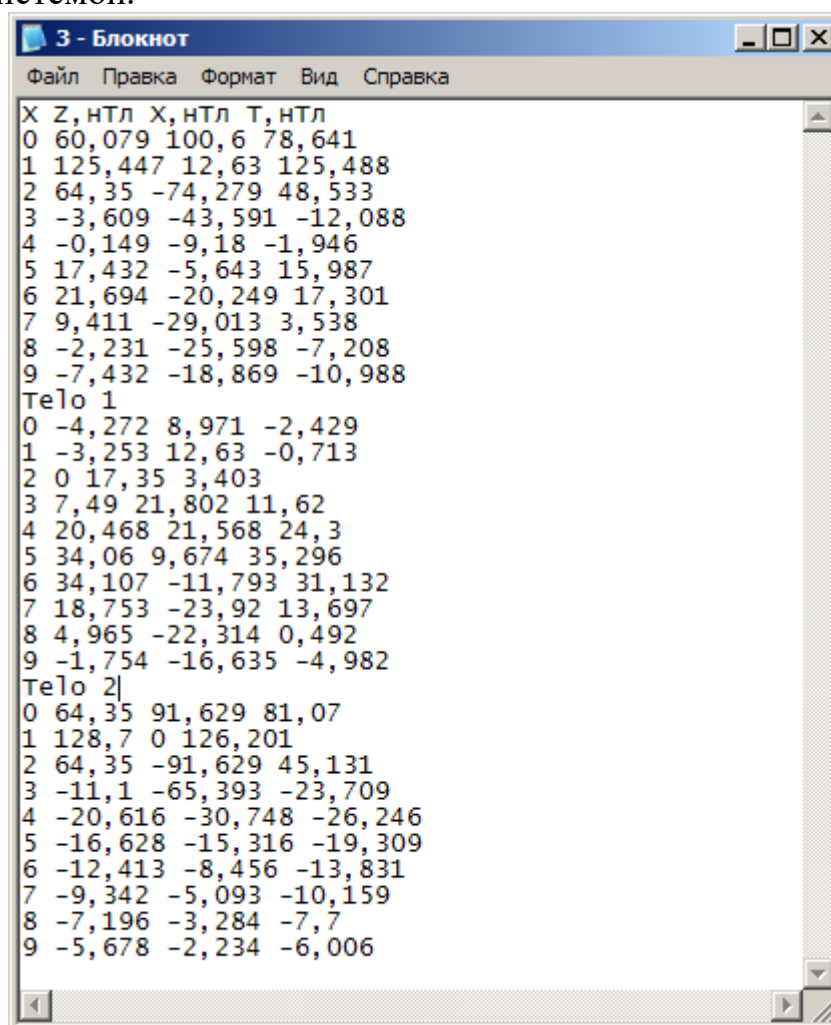 3 - Блокнот
Файл Правка Формат Вид Справка
X Z,нТл X,нТл T,нТл
0 60,079 100,6 78,641
1 125,447 12,63 125,488
2 64,35 -74,279 48,533
3 -3,609 -43,591 -12,088
4 -0,149 -9,18 -1,946
5 17,432 -5,643 15,987
6 21,694 -20,249 17,301
7 9,411 -29,013 3,538
8 -2,231 -25,598 -7,208
9 -7,432 -18,869 -10,988
Telo 1
0 -4,272 8,971 -2,429
1 -3,253 12,63 -0,713
2 0 17,35 3,403
3 7,49 21,802 11,62
4 20,468 21,568 24,3
5 34,06 9,674 35,296
6 34,107 -11,793 31,132
7 18,753 -23,92 13,697
8 4,965 -22,314 0,492
9 -1,754 -16,635 -4,982
Telo 2
0 64,35 91,629 81,07
1 128,7 0 126,201
2 64,35 -91,629 45,131
3 -11,1 -65,393 -23,709
4 -20,616 -30,748 -26,246
5 -16,628 -15,316 -19,309
6 -12,413 -8,456 -13,831
7 -9,342 -5,093 -10,159
8 -7,196 -3,284 -7,7
9 -5,678 -2,234 -6,006